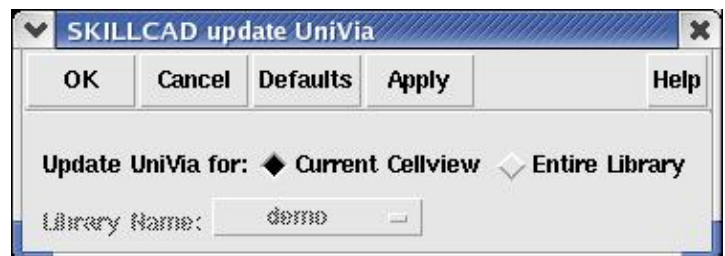 SKILLCAD update UniVia
OK Cancel Defaults Apply Help
Update UniVia for: Current Cellview Entire Library
Library Name: demo